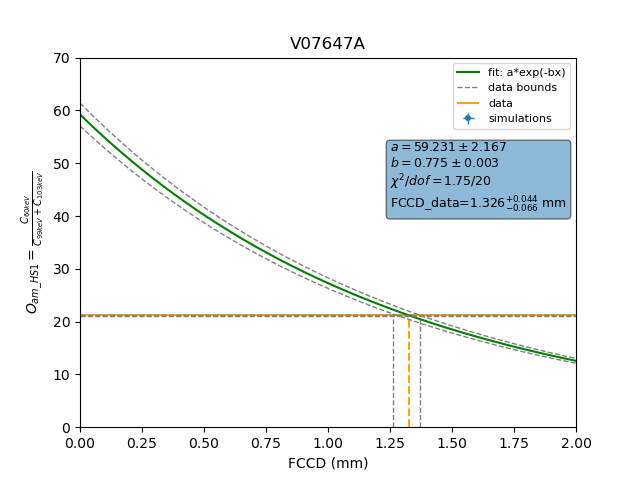 V07647A
fit: a*exp(-bx)
data bounds
data
simulations
a = 59.231 ± 2.167
b = 0.775 ± 0.003
χ²/dof = 1.75/20
FCCD_data=1.326 +0.044 −0.066 mm
O_am_HS1 = C_60keV / (C_99keV + C_103keV)
70
60
50
40
30
20
10
0
0.00 0.25 0.50 0.75 1.00 1.25 1.50 1.75 2.00
FCCD (mm)